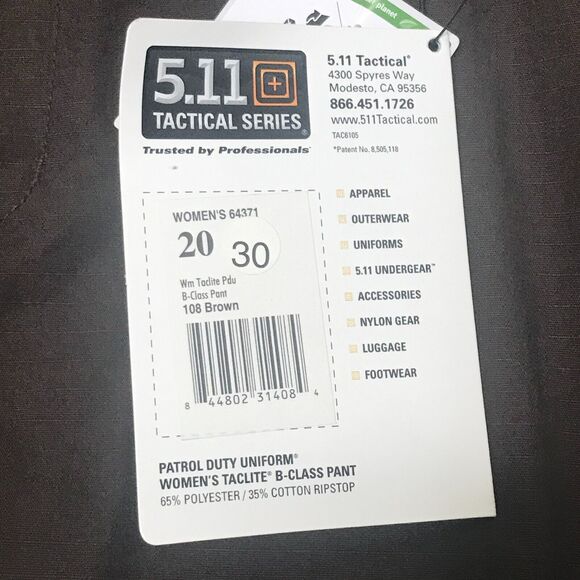 planet
5.11
TACTICAL SERIES®
Trusted by Professionals
5.11 Tactical®
4300 Spyres Way
Modesto, CA 95356
866.451.1726
www.511Tactical.com
TAC6105
*Patent No. 8,505,118
WOMEN'S 64371
20 30
Wm Taclite Pdu
B-Class Pant
108 Brown
8 44802 31408 4
APPAREL
OUTERWEAR
UNIFORMS
5.11 UNDERGEAR™
ACCESSORIES
NYLON GEAR
LUGGAGE
FOOTWEAR
PATROL DUTY UNIFORM®
WOMEN'S TACLITE® B-CLASS PANT
65% POLYESTER / 35% COTTON RIPSTOP